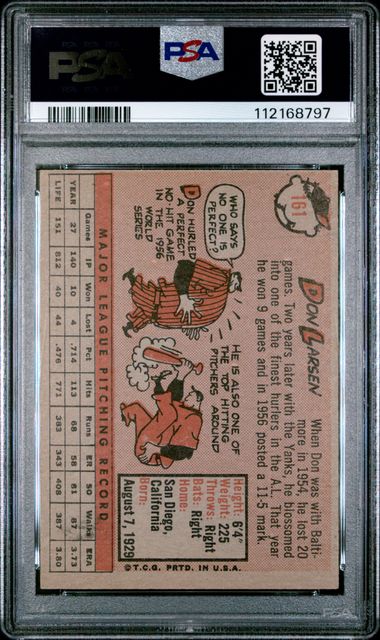 PSA
PSA
112168797
161
DON LARSEN
When Don was with Balti-
more in 1954, he lost 20
games. Two years later with the Yanks, he blossomed
into one of the finest hurlers in the A.L. That year
he won 9 games and in 1956 posted a 11-5 mark
WHO SAYS
NO ONE IS
PERFECT?
DON HURLED
A PERFECT
NO-HIT GAME
IN THE 1956
WORLD
SERIES
HE IS ALSO ONE OF
THE TOP HITTING
PITCHERS AROUND
Height: 6'4"
Weight: 225
Throws: Right
Bats: Right
Home:
San Diego,
California
Born:
August 7, 1929
MAJOR LEAGUE PITCHING RECORD
Games IP Won Lost Pct Hits Runs ER SO Walks ERA
YEAR 27 140 10 4 .714 113 68 58 81 87 3.73
LIFE 151 812 40 44 .476 771 383 343 408 387 3.80
©T.C.G. PRTD. IN U.S.A.
PSA